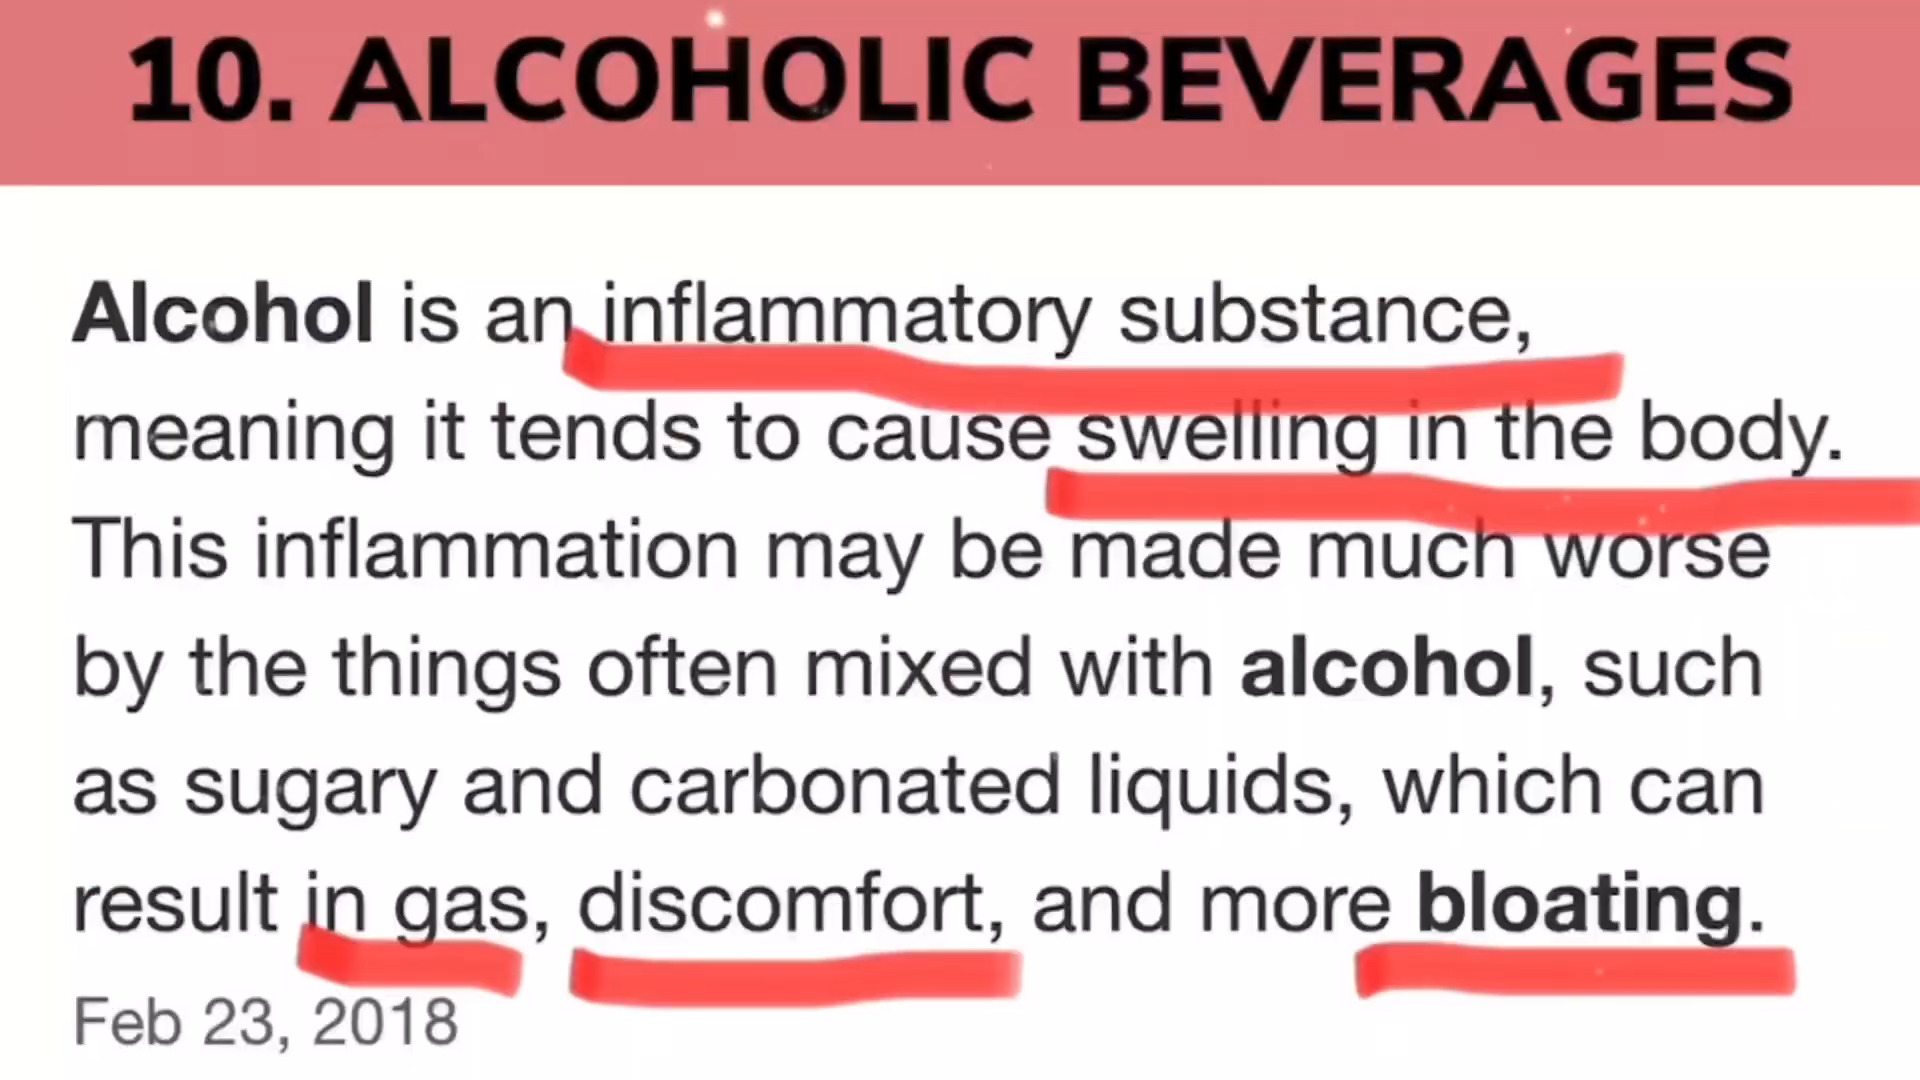 10. ALCOHOLIC BEVERAGES
Alcohol is an inflammatory substance,
meaning it tends to cause swelling in the body.
This inflammation may be made much worse
by the things often mixed with alcohol, such
as sugary and carbonated liquids, which can
result in gas, discomfort, and more bloating.
Feb 23, 2018